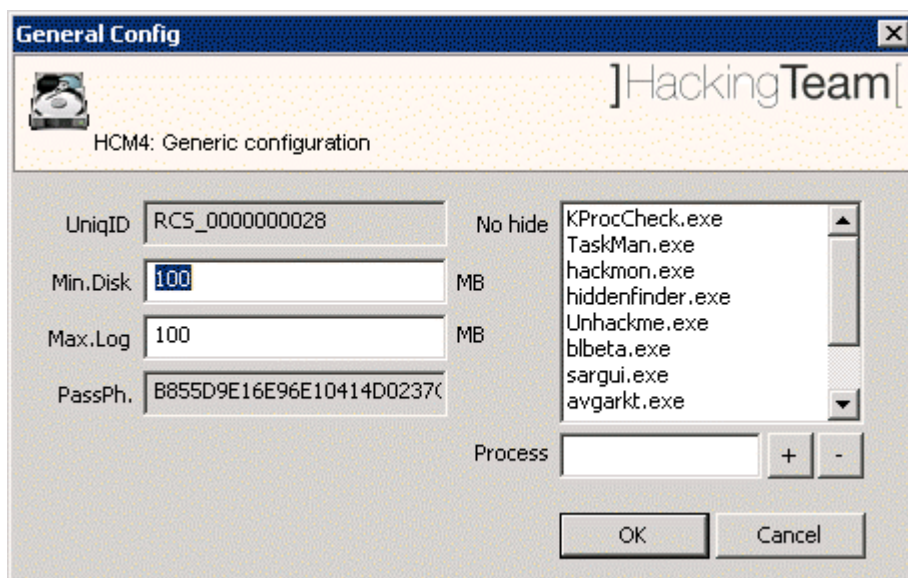 General Config
]HackingTeam[
HCM4: Generic configuration
UniqID RCS_0000000028
Min.Disk 100 MB
Max.Log 100 MB
PassPh. B855D9E16E96E10414D0237(
No hide
KProcCheck.exe
TaskMan.exe
hackmon.exe
hiddenfinder.exe
Unhackme.exe
blbeta.exe
sargui.exe
avgarkt.exe
Process + -
OK Cancel